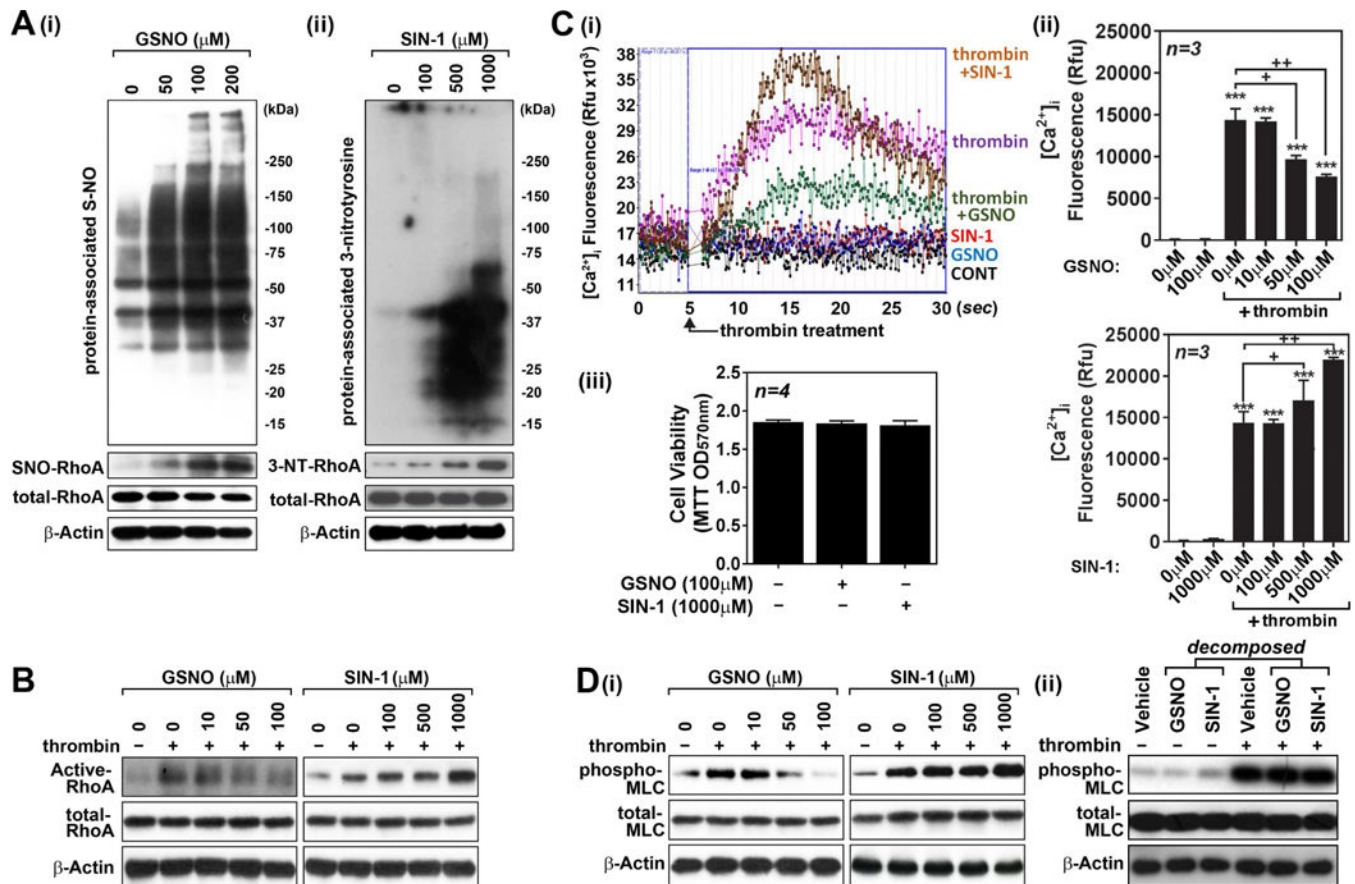 A (i)
GSNO (μM)
0
50
100
200
(kDa)
protein-associated S-NO
-250
-150
-100
-75
-50
-37
-25
-20
-15
SNO-RhoA
total-RhoA
β-Actin
(ii)
SIN-1 (μM)
0
100
500
1000
(kDa)
protein-associated 3-nitrotyrosine
-250
-150
-100
-75
-50
-37
-25
-20
-15
3-NT-RhoA
total-RhoA
β-Actin
C (i)
[Ca2+]i Fluorescence (Rfu x10³)
38
35
32
29
26
23
20
17
14
11
thrombin
+SIN-1
thrombin
thrombin
+GSNO
SIN-1
GSNO
CONT
0 5 10 15 20 25 30 (sec)
thrombin treatment
(ii)
n=3
[Ca2+]i
Fluorescence (Rfu)
25000
20000
15000
10000
5000
0
++
+
*** *** *** ***
GSNO: 0μM 100μM 0μM 10μM 50μM 100μM
+ thrombin
n=3
[Ca2+]i
Fluorescence (Rfu)
25000
20000
15000
10000
5000
0
++
+
*** *** *** ***
SIN-1: 0μM 1000μM 0μM 100μM 500μM 1000μM
+ thrombin
(iii)
n=4
Cell Viability
(MTT OD570nm)
2.5
2.0
1.5
1.0
0.5
0.0
GSNO (100μM) – + –
SIN-1 (1000μM) – – +
B
GSNO (μM) SIN-1 (μM)
0 0 10 50 100 0 0 100 500 1000
thrombin – + + + + – + + + +
Active-
RhoA
total-
RhoA
β-Actin
D (i)
GSNO (μM) SIN-1 (μM)
0 0 10 50 100 0 0 100 500 1000
thrombin – + + + + – + + + +
phospho-
MLC
total-
MLC
β-Actin
(ii)
decomposed
Vehicle GSNO SIN-1 Vehicle GSNO SIN-1
thrombin – – – + + +
phospho-
MLC
total-
MLC
β-Actin